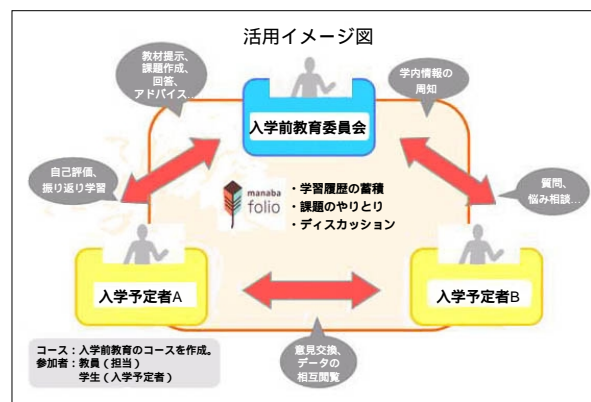 活用イメージ図
教材提示、
課題作成、
回答、
アドバイス...
学内情報の
周知
入学前教育委員会
自己評価、
振り返り学習
manaba
folio
・学習履歴の蓄積
・課題のやりとり
・ディスカッション
質問、
悩み相談...
入学予定者A
入学予定者B
意見交換、
データの
相互閲覧
コース：入学前教育のコースを作成。
参加者：教員（担当）
学生（入学予定者）